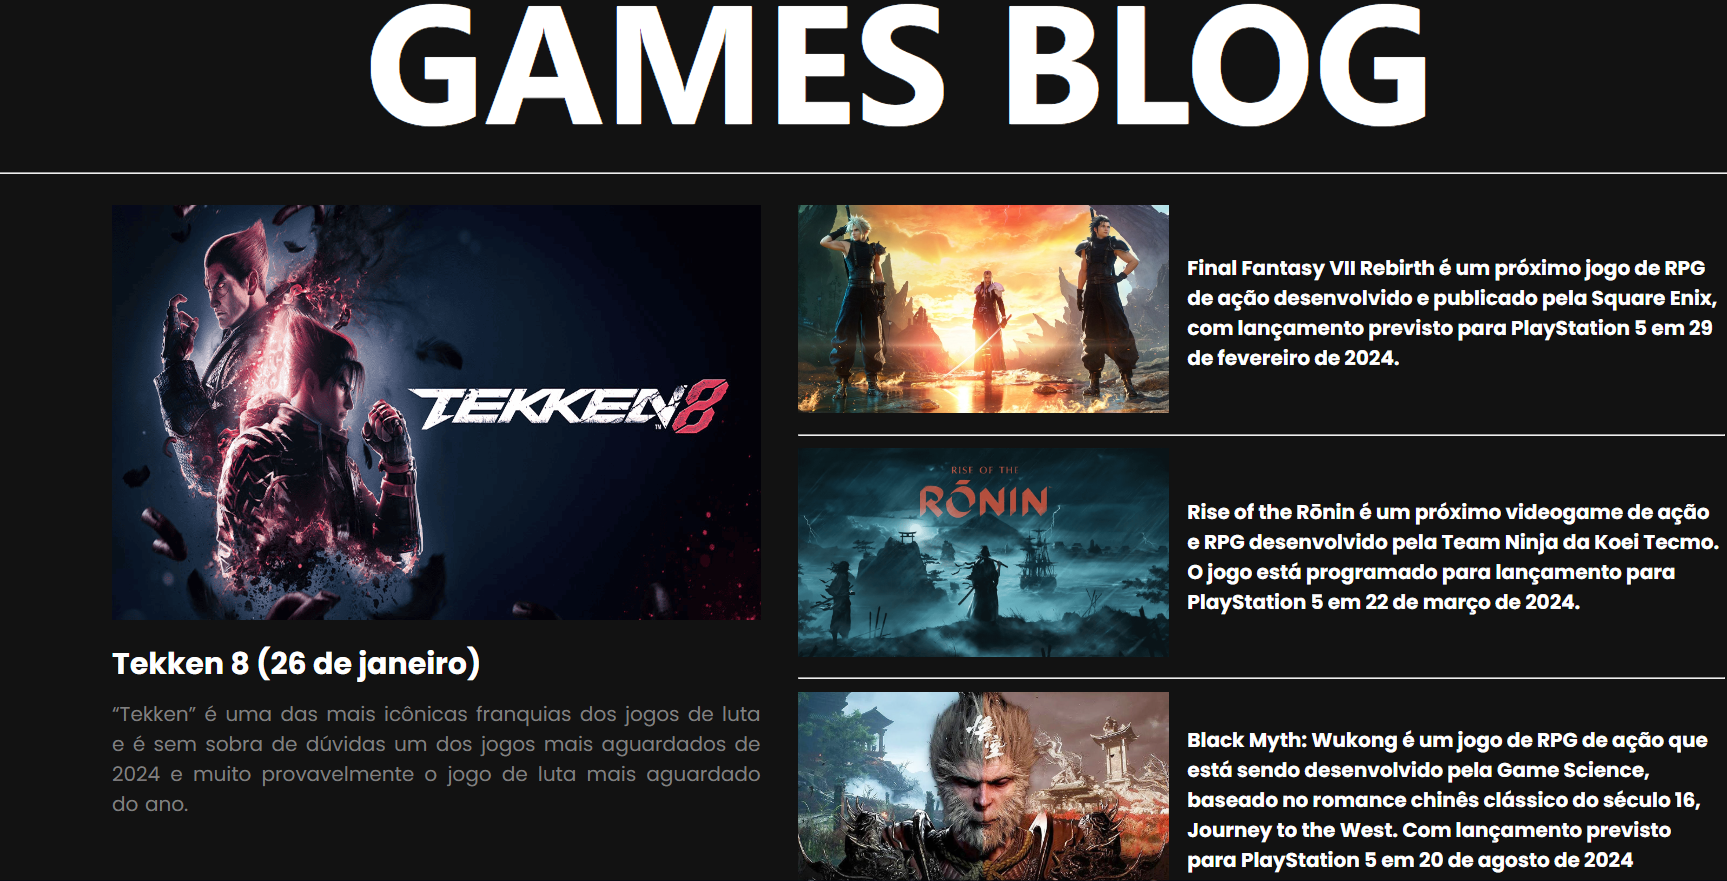 GAMES BLOG
TEKKEN 8
TM
Tekken 8 (26 de janeiro)
“Tekken” é uma das mais icônicas franquias dos jogos de luta
e é sem sobra de dúvidas um dos jogos mais aguardados de
2024 e muito provavelmente o jogo de luta mais aguardado
do ano.
Final Fantasy VII Rebirth é um próximo jogo de RPG
de ação desenvolvido e publicado pela Square Enix,
com lançamento previsto para PlayStation 5 em 29
de fevereiro de 2024.
RISE OF THE
RŌNIN
Rise of the Rōnin é um próximo videogame de ação
e RPG desenvolvido pela Team Ninja da Koei Tecmo.
O jogo está programado para lançamento para
PlayStation 5 em 22 de março de 2024.
悟空
Black Myth: Wukong é um jogo de RPG de ação que
está sendo desenvolvido pela Game Science,
baseado no romance chinês clássico do século 16,
Journey to the West. Com lançamento previsto
para PlayStation 5 em 20 de agosto de 2024